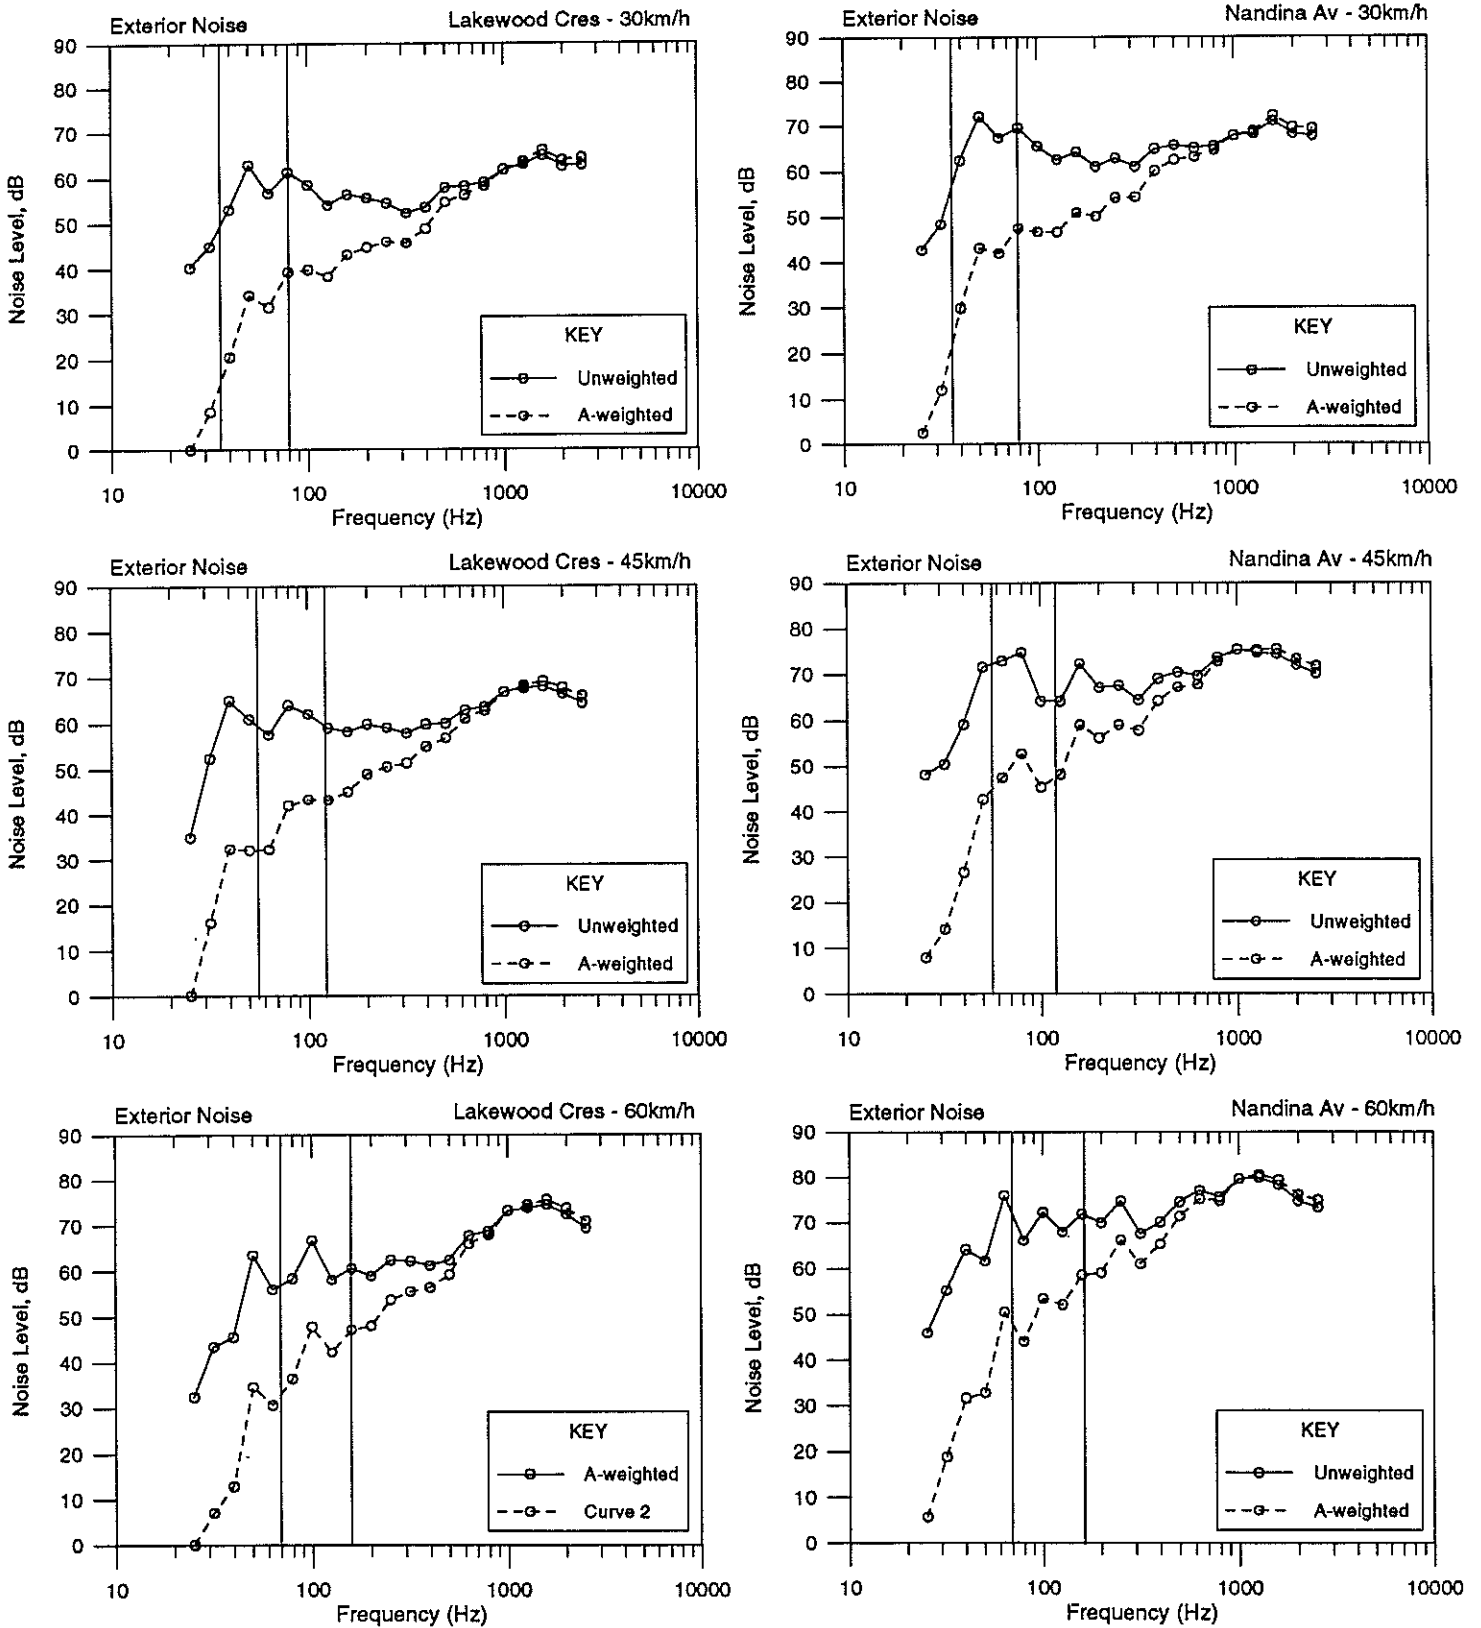 Exterior Noise
Lakewood Cres - 30km/h
90
80
70
60
50
40
30
20
10
0
Noise Level, dB
KEY
Unweighted
A-weighted
10
100
1000
10000
Frequency (Hz)
Exterior Noise
Nandina Av - 30km/h
90
80
70
60
50
40
30
20
10
0
Noise Level, dB
KEY
Unweighted
A-weighted
10
100
1000
10000
Frequency (Hz)
Exterior Noise
Lakewood Cres - 45km/h
90
80
70
60
50
40
30
20
10
0
Noise Level, dB
KEY
Unweighted
A-weighted
10
100
1000
10000
Frequency (Hz)
Exterior Noise
Nandina Av - 45km/h
90
80
70
60
50
40
30
20
10
0
Noise Level, dB
KEY
Unweighted
A-weighted
10
100
1000
10000
Frequency (Hz)
Exterior Noise
Lakewood Cres - 60km/h
90
80
70
60
50
40
30
20
10
0
Noise Level, dB
KEY
A-weighted
Curve 2
10
100
1000
10000
Frequency (Hz)
Exterior Noise
Nandina Av - 60km/h
90
80
70
60
50
40
30
20
10
0
Noise Level, dB
KEY
Unweighted
A-weighted
10
100
1000
10000
Frequency (Hz)